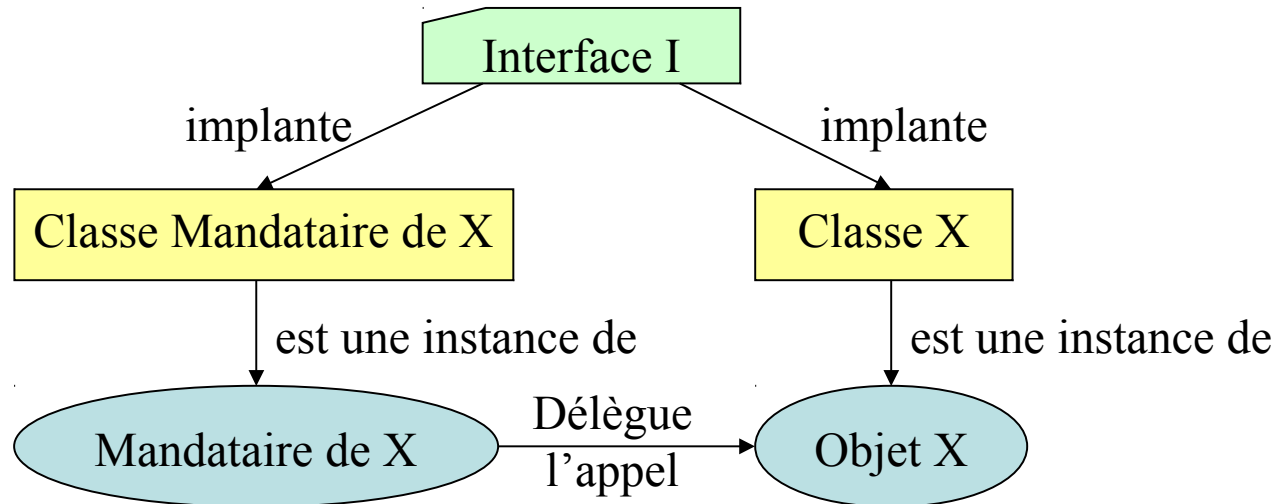 Interface I
implante
implante
Classe Mandataire de X
Classe X
est une instance de
est une instance de
Mandataire de X
Délègue
l’appel
Objet X